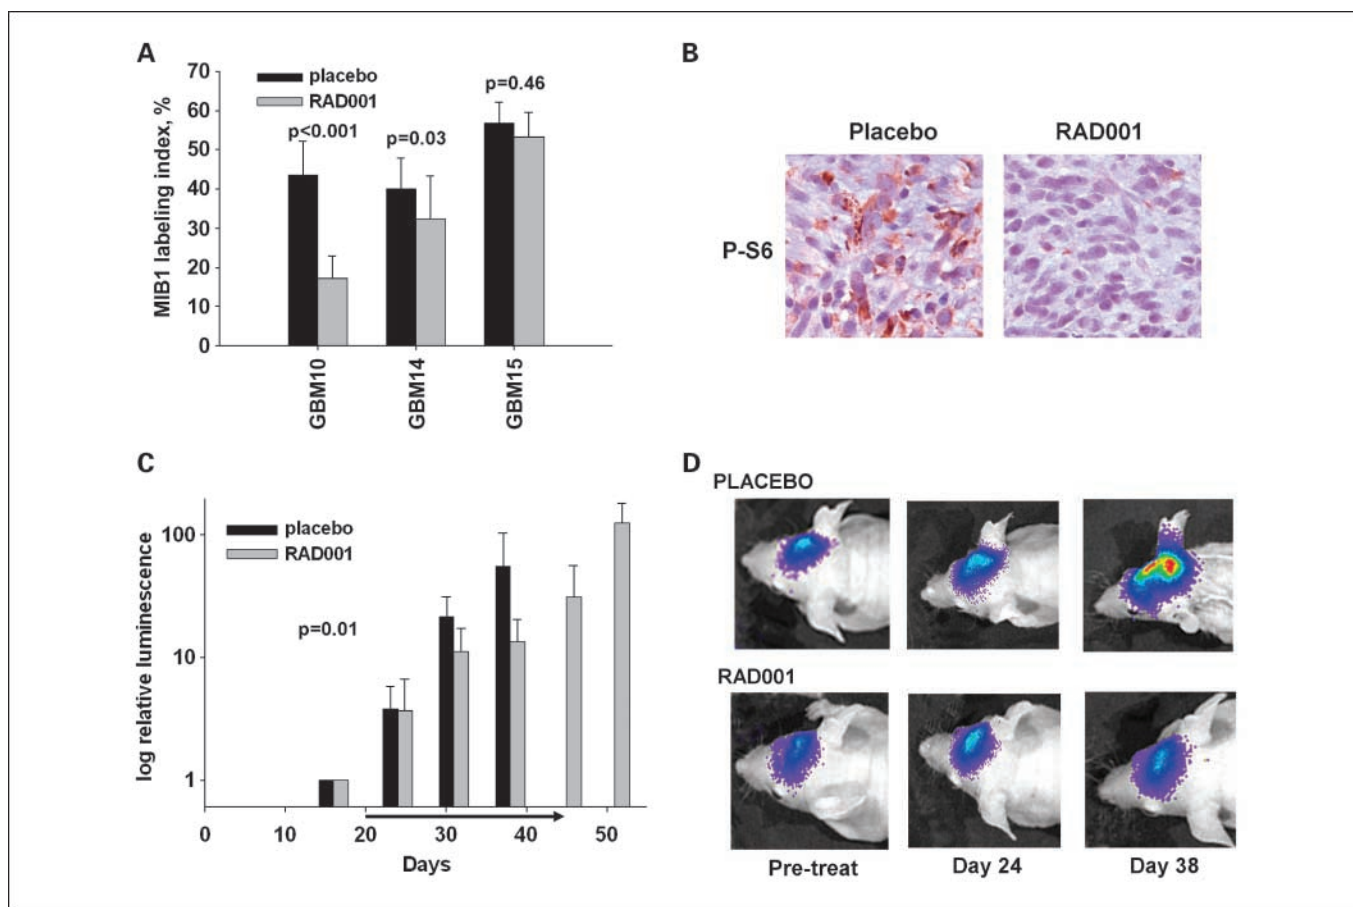 A
70
60
50
40
30
20
10
0
MIB1 labeling index, %
placebo
RAD001
p<0.001
p=0.03
p=0.46
GBM10
GBM14
GBM15
B
Placebo
RAD001
P-S6
C
100
10
1
log relative luminescence
placebo
RAD001
p=0.01
0
10
20
30
40
50
Days
D
PLACEBO
RAD001
Pre-treat
Day 24
Day 38